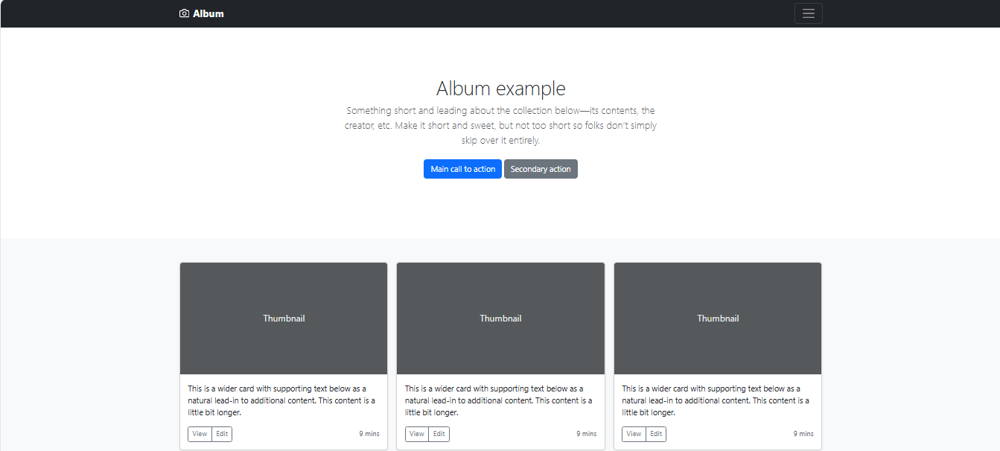 Album
Album example
Something short and leading about the collection below—its contents, the
creator, etc. Make it short and sweet, but not too short so folks don’t simply
skip over it entirely.
Main call to action Secondary action
Thumbnail
This is a wider card with supporting text below as a
natural lead-in to additional content. This content is a
little bit longer.
View Edit 9 mins
Thumbnail
This is a wider card with supporting text below as a
natural lead-in to additional content. This content is a
little bit longer.
View Edit 9 mins
Thumbnail
This is a wider card with supporting text below as a
natural lead-in to additional content. This content is a
little bit longer.
View Edit 9 mins